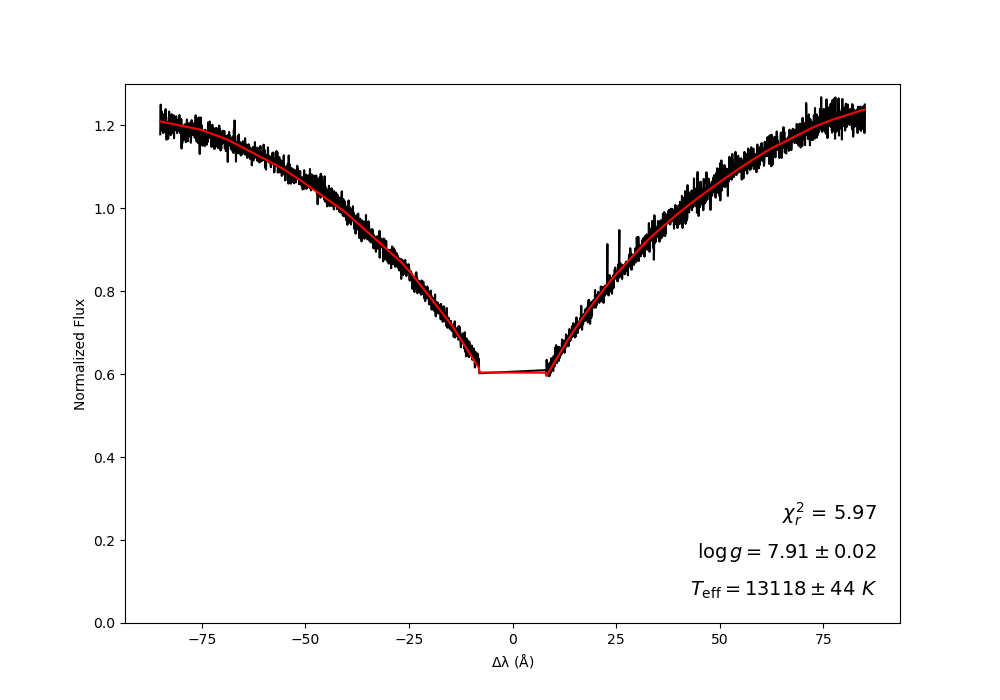 1.2
1.0
0.8
0.6
0.4
0.2
0.0
Normalized Flux
χ²ᵣ = 5.97
log g = 7.91 ± 0.02
T_eff = 13118 ± 44 K
−75 −50 −25 0 25 50 75
Δλ (Å)